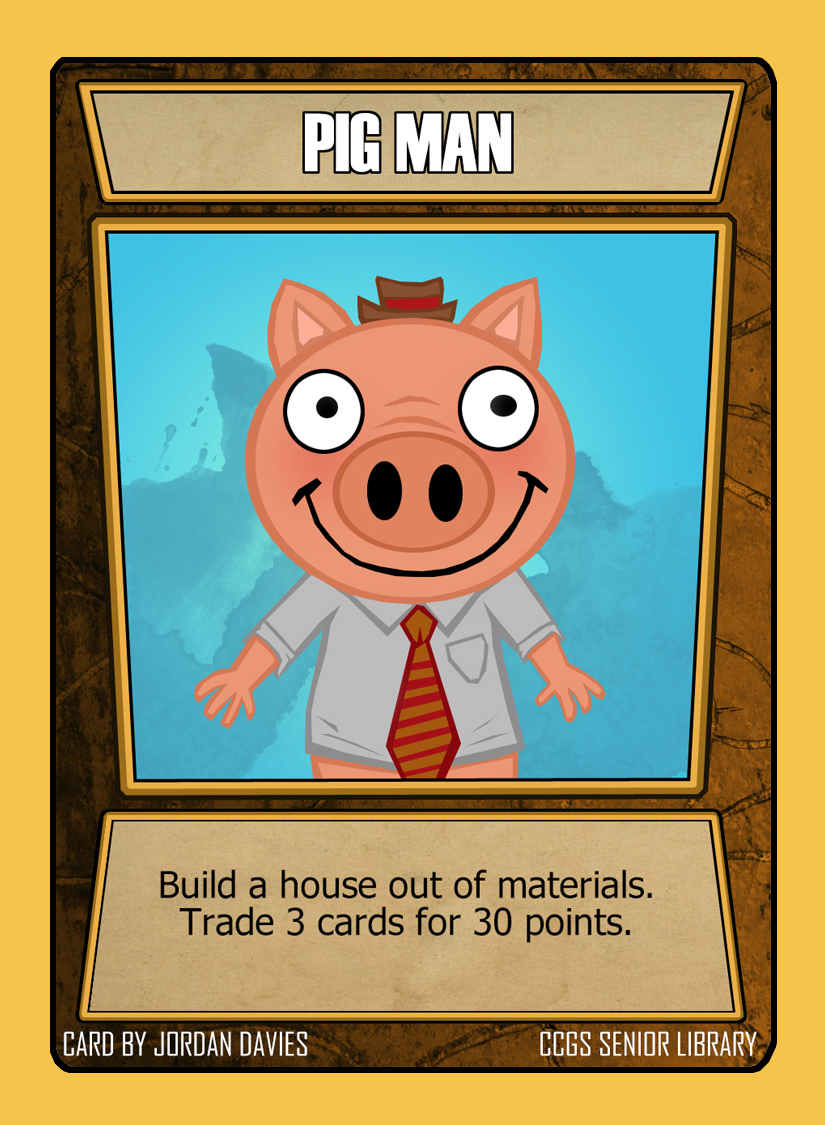 PIG MAN
Build a house out of materials.
Trade 3 cards for 30 points.
CARD BY JORDAN DAVIES
CCGS SENIOR LIBRARY